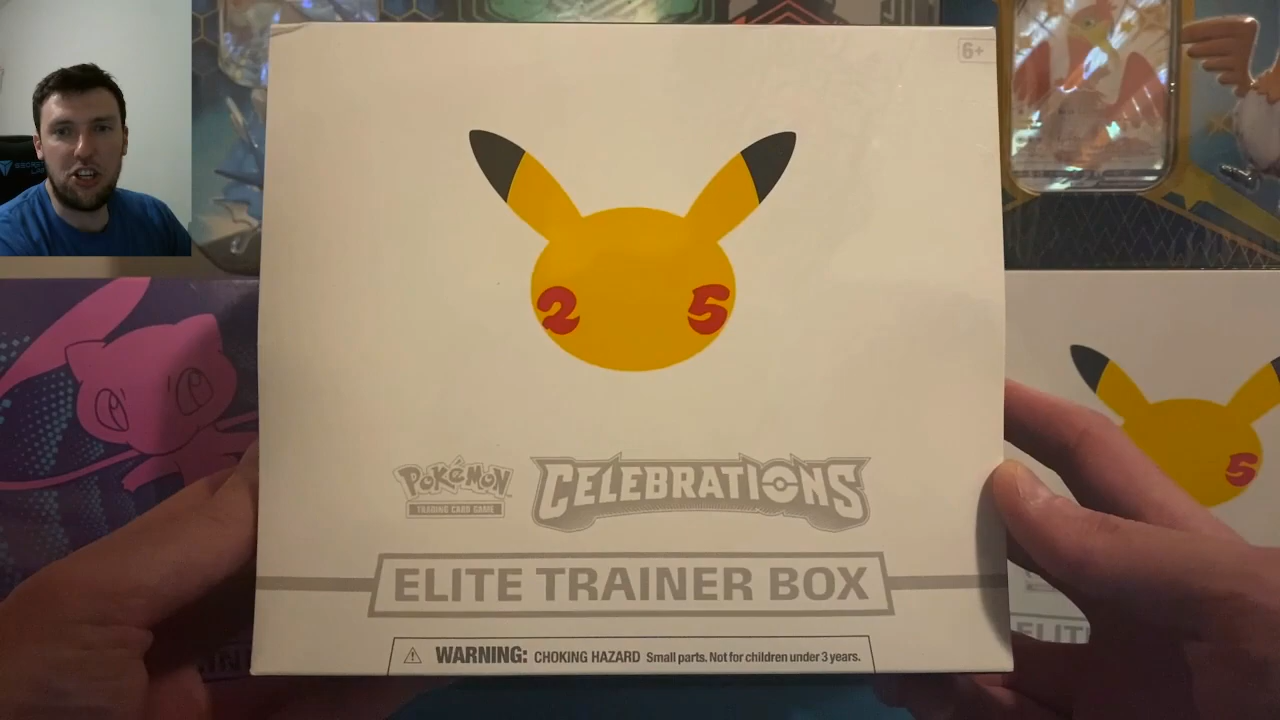 6+
2 5
POKéMON
TRADING CARD GAME
CELEBRATIONS
ELITE TRAINER BOX
WARNING: CHOKING HAZARD Small parts. Not for children under 3 years.
5